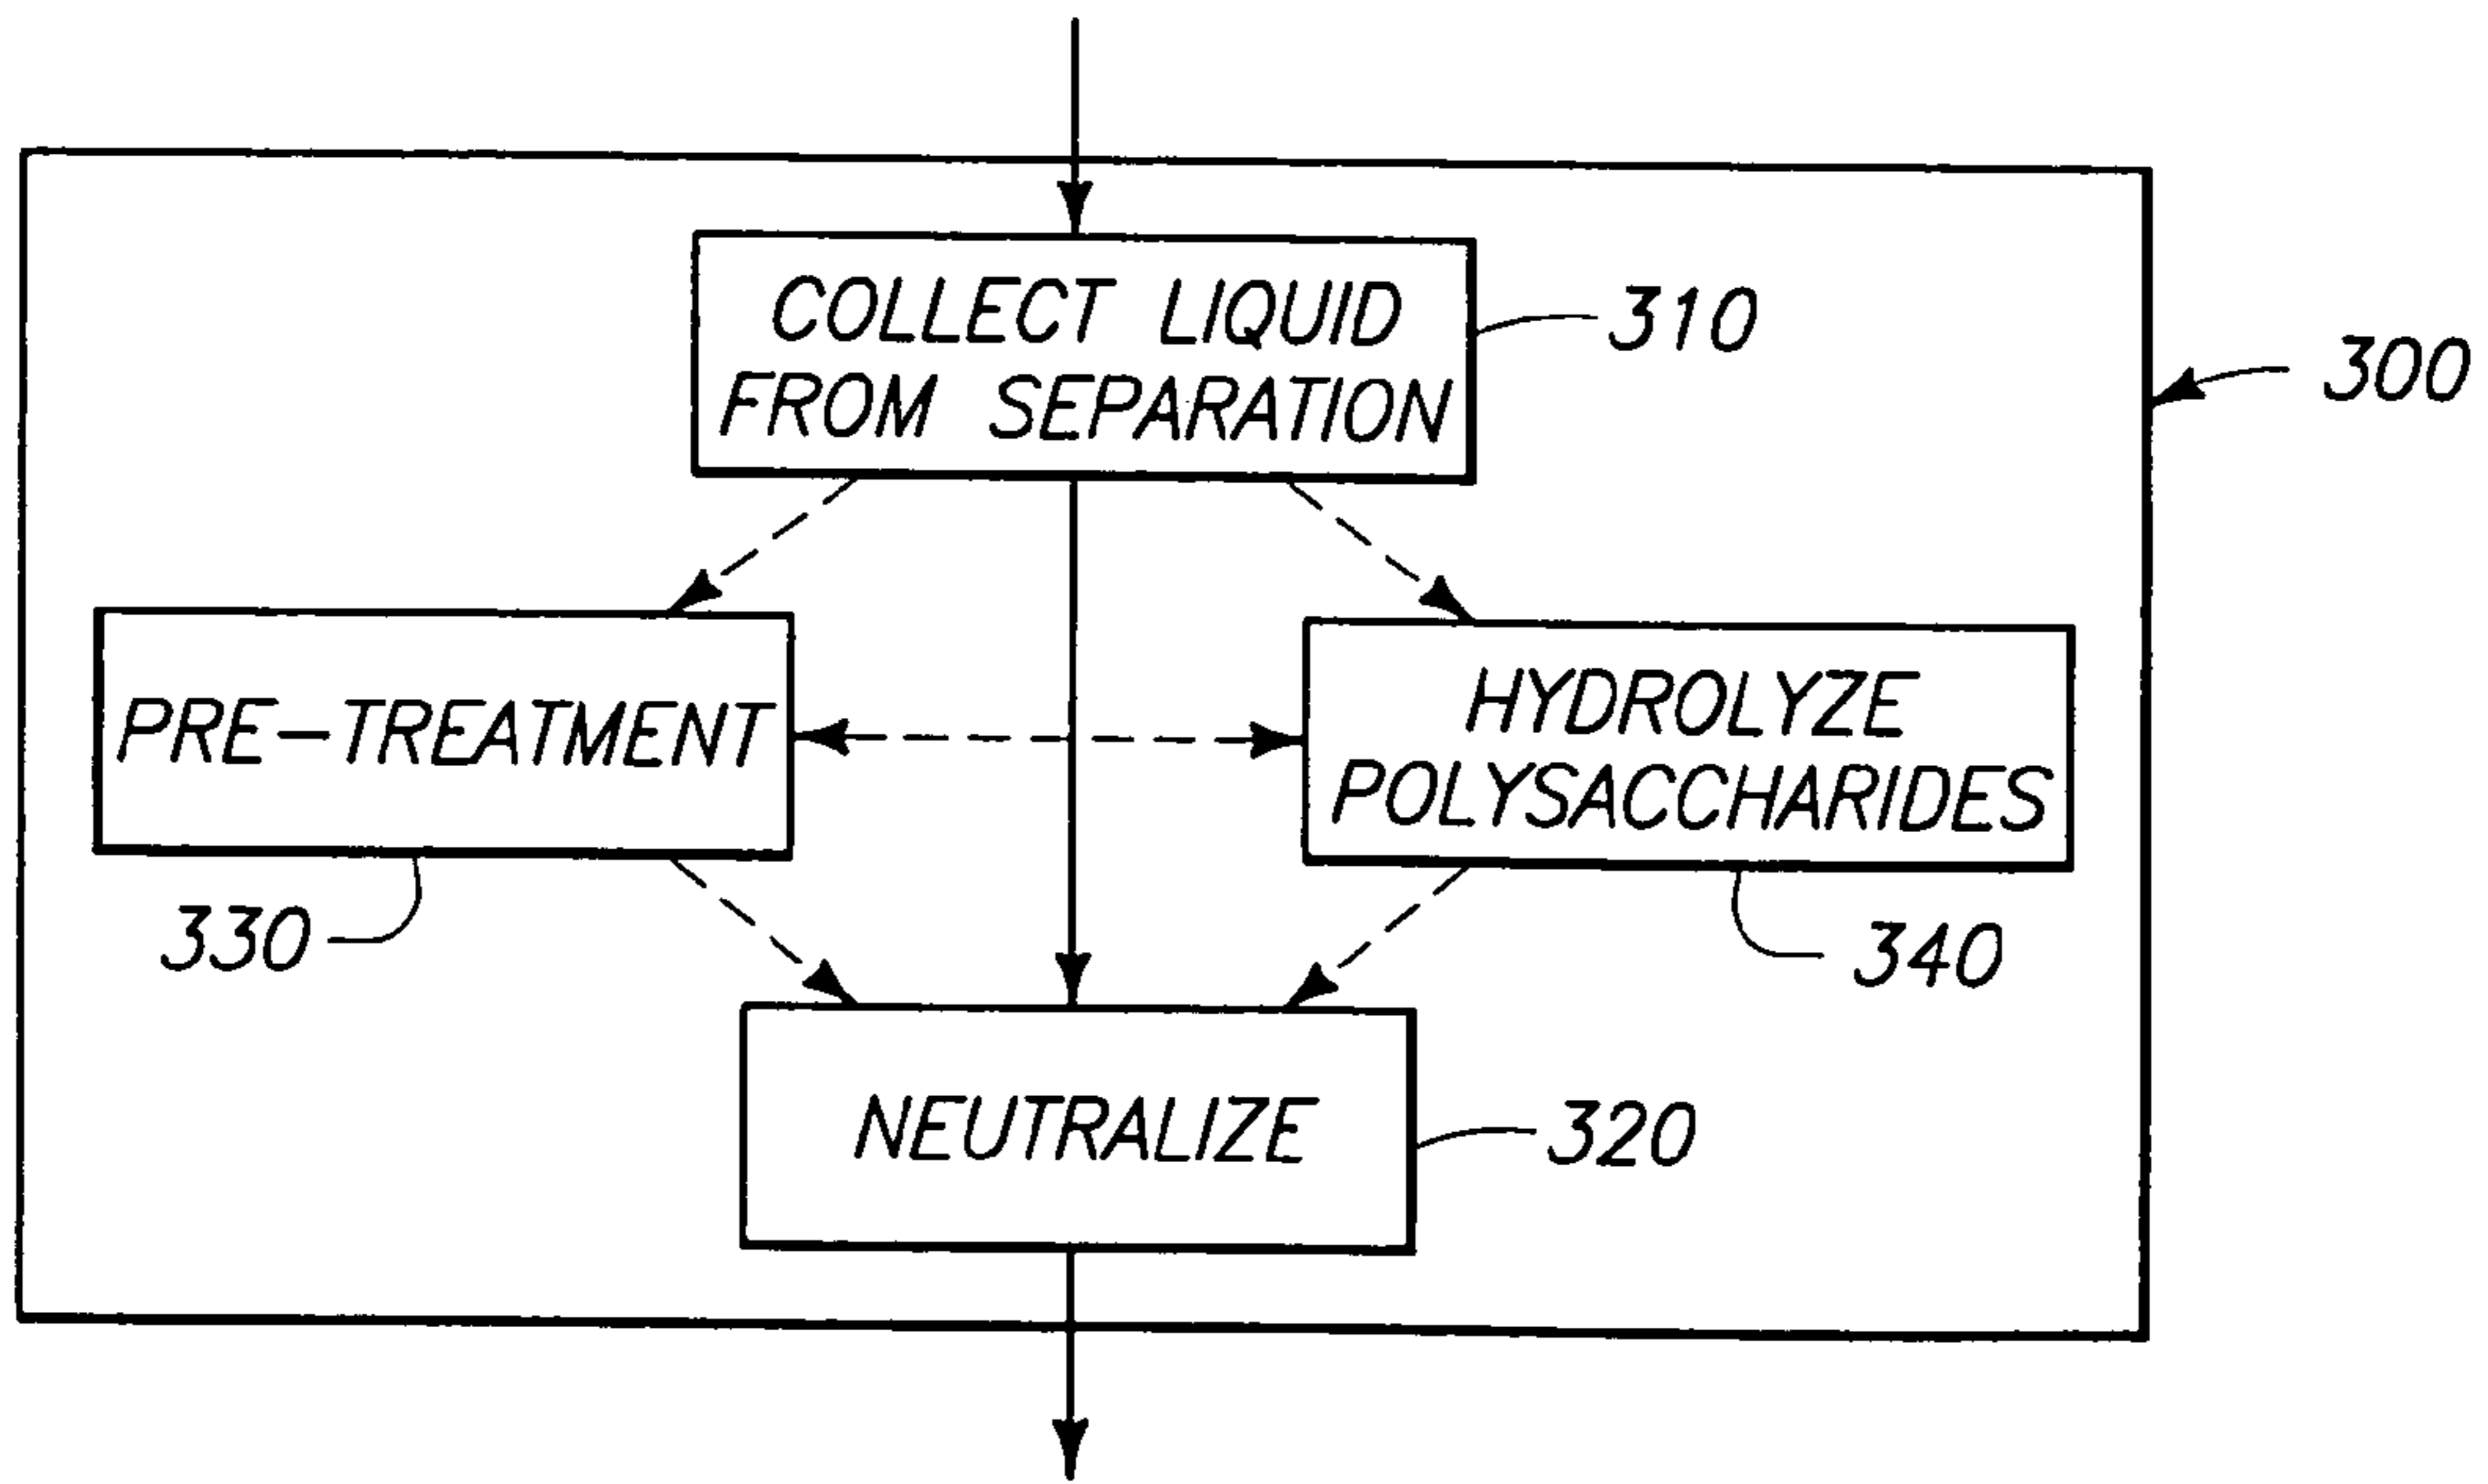 COLLECT LIQUID
FROM SEPARATION
310
300
PRE-TREATMENT
HYDROLYZE
POLYSACCHARIDES
330
340
NEUTRALIZE
320